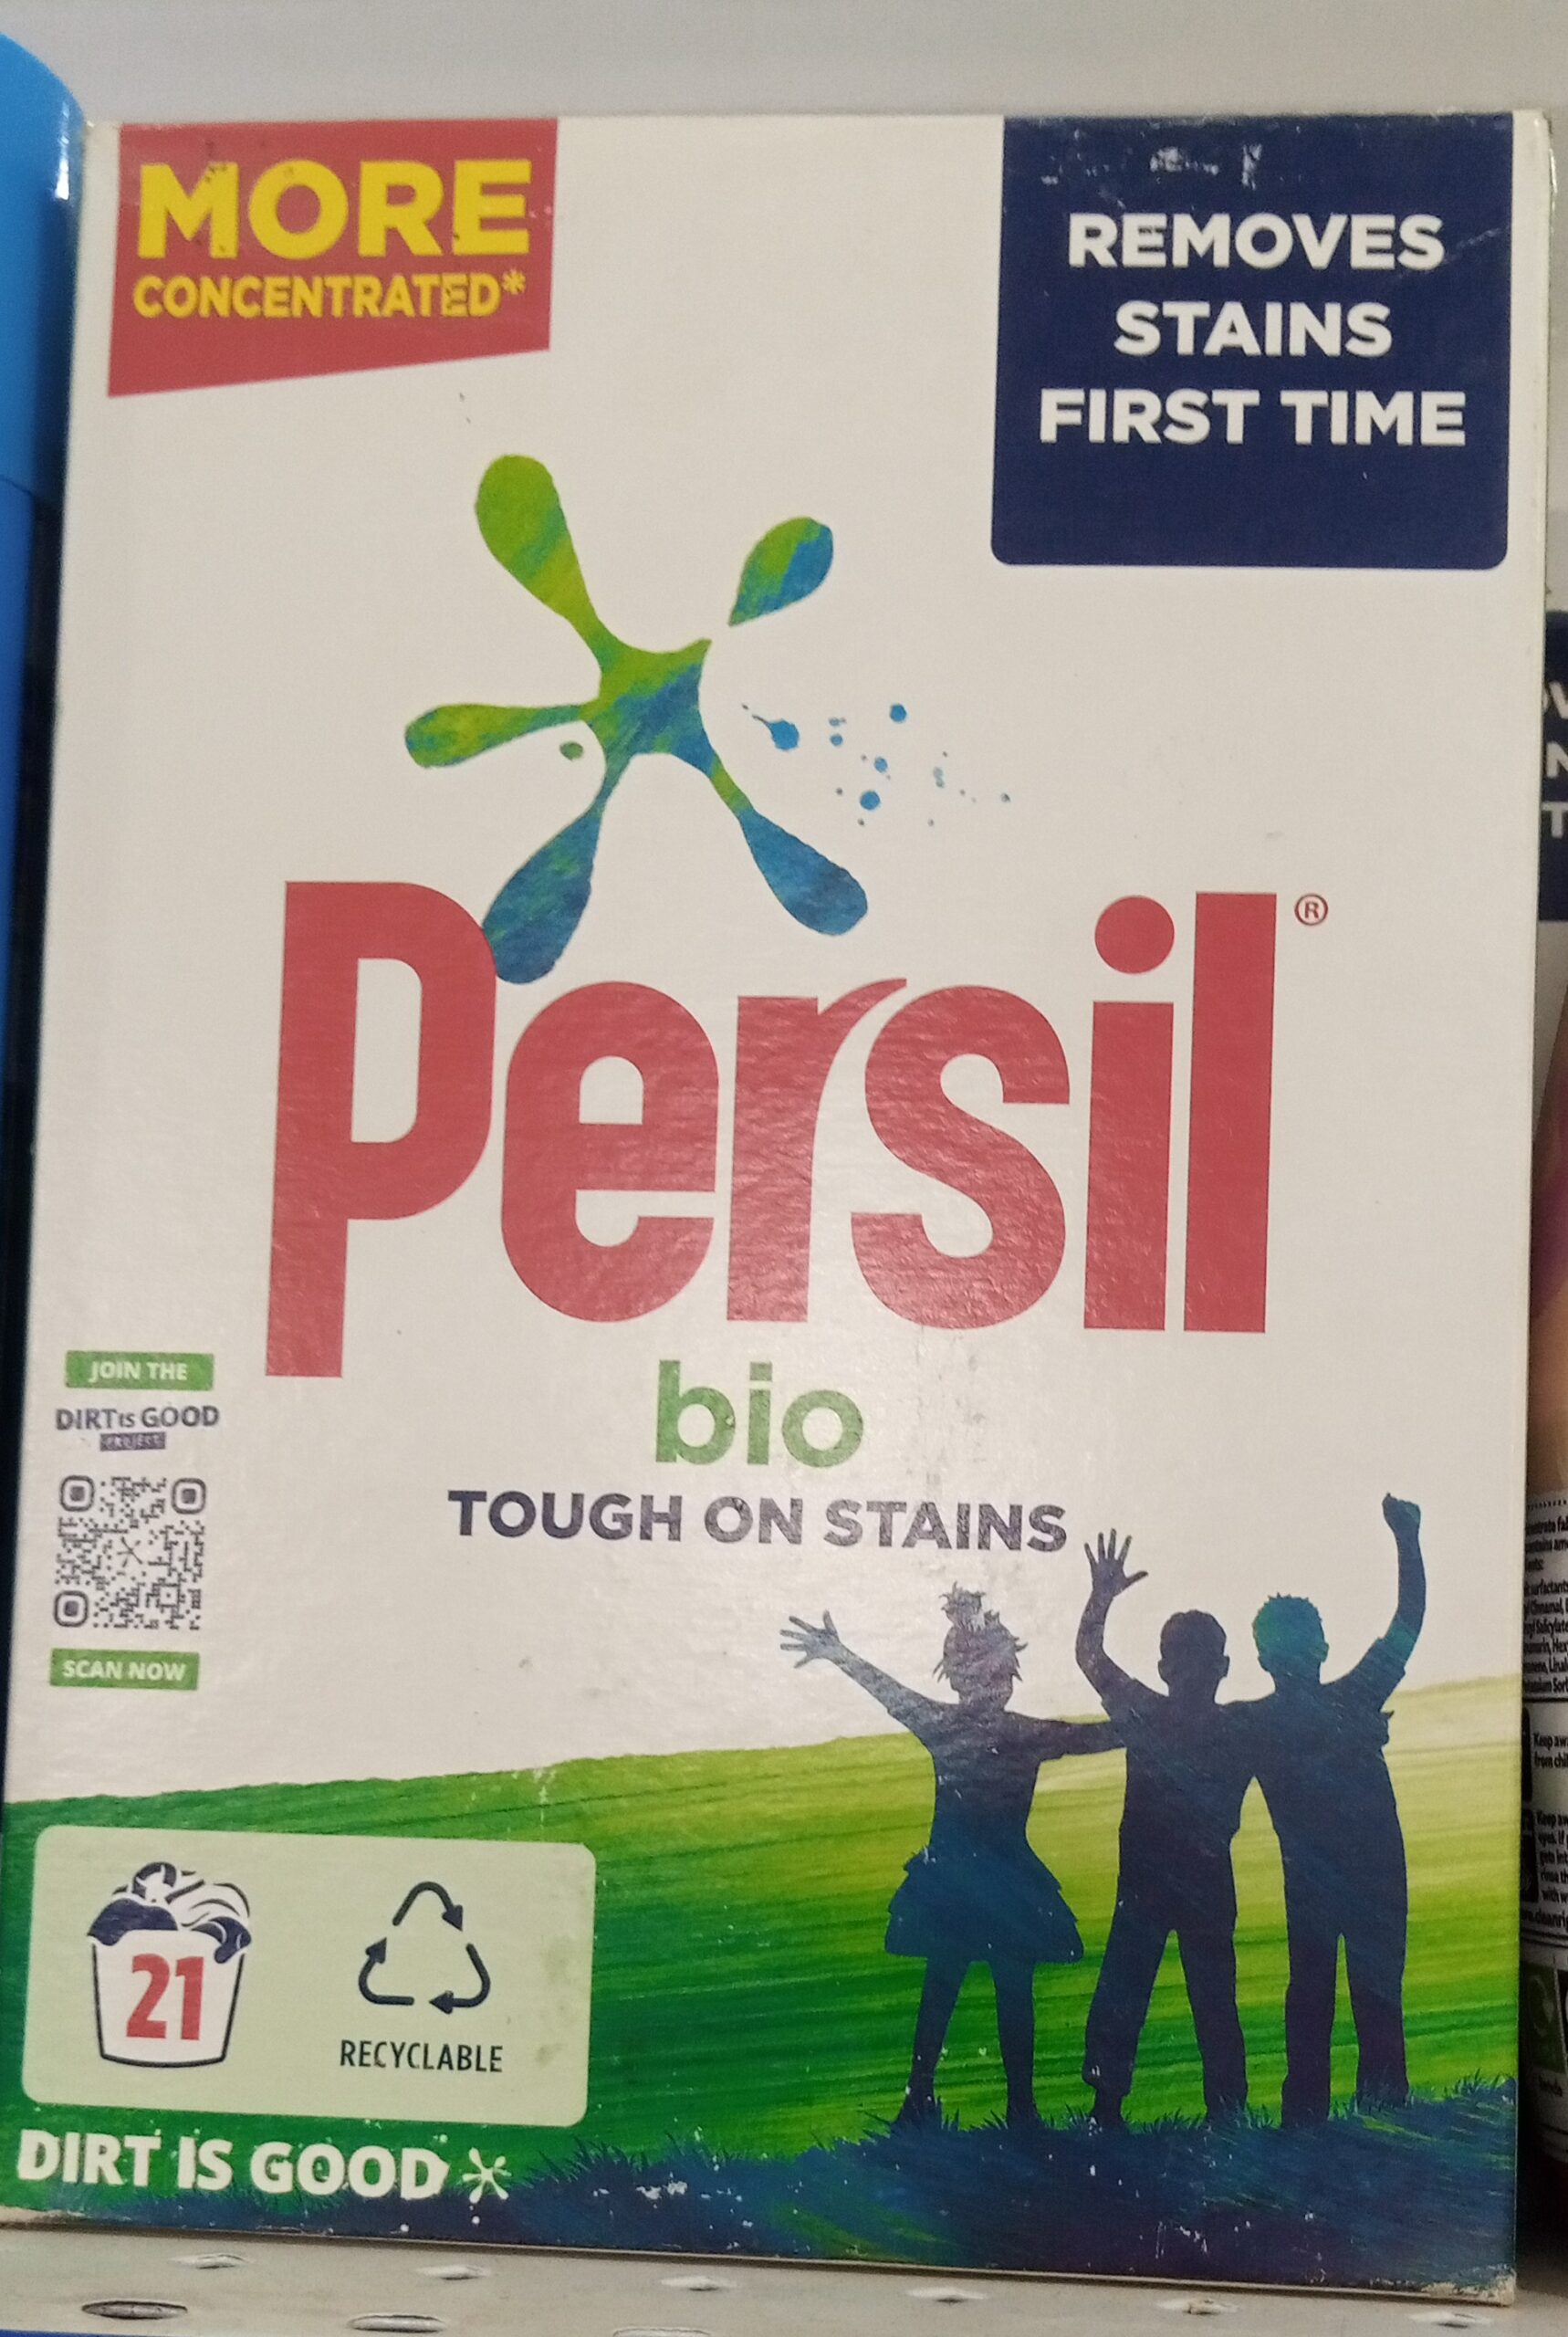 MORE
CONCENTRATED*
REMOVES
STAINS
FIRST TIME
Persil®
bio
TOUGH ON STAINS
JOIN THE
DIRT IS GOOD
PROJECT
SCAN NOW
21
RECYCLABLE
DIRT IS GOOD